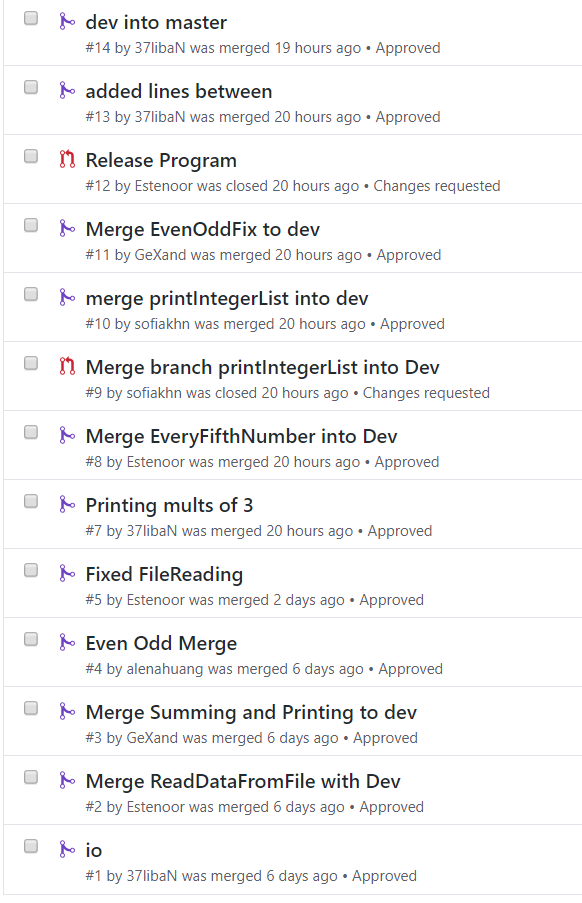 dev into master
#14 by 37libaN was merged 19 hours ago • Approved
added lines between
#13 by 37libaN was merged 20 hours ago • Approved
Release Program
#12 by Estenoor was closed 20 hours ago • Changes requested
Merge EvenOddFix to dev
#11 by GeXand was merged 20 hours ago • Approved
merge printIntegerList into dev
#10 by sofiakhn was merged 20 hours ago • Approved
Merge branch printIntegerList into Dev
#9 by sofiakhn was closed 20 hours ago • Changes requested
Merge EveryFifthNumber into Dev
#8 by Estenoor was merged 20 hours ago • Approved
Printing mults of 3
#7 by 37libaN was merged 20 hours ago • Approved
Fixed FileReading
#5 by Estenoor was merged 2 days ago • Approved
Even Odd Merge
#4 by alenahuang was merged 6 days ago • Approved
Merge Summing and Printing to dev
#3 by GeXand was merged 6 days ago • Approved
Merge ReadDataFromFile with Dev
#2 by Estenoor was merged 6 days ago • Approved
io
#1 by 37libaN was merged 6 days ago • Approved